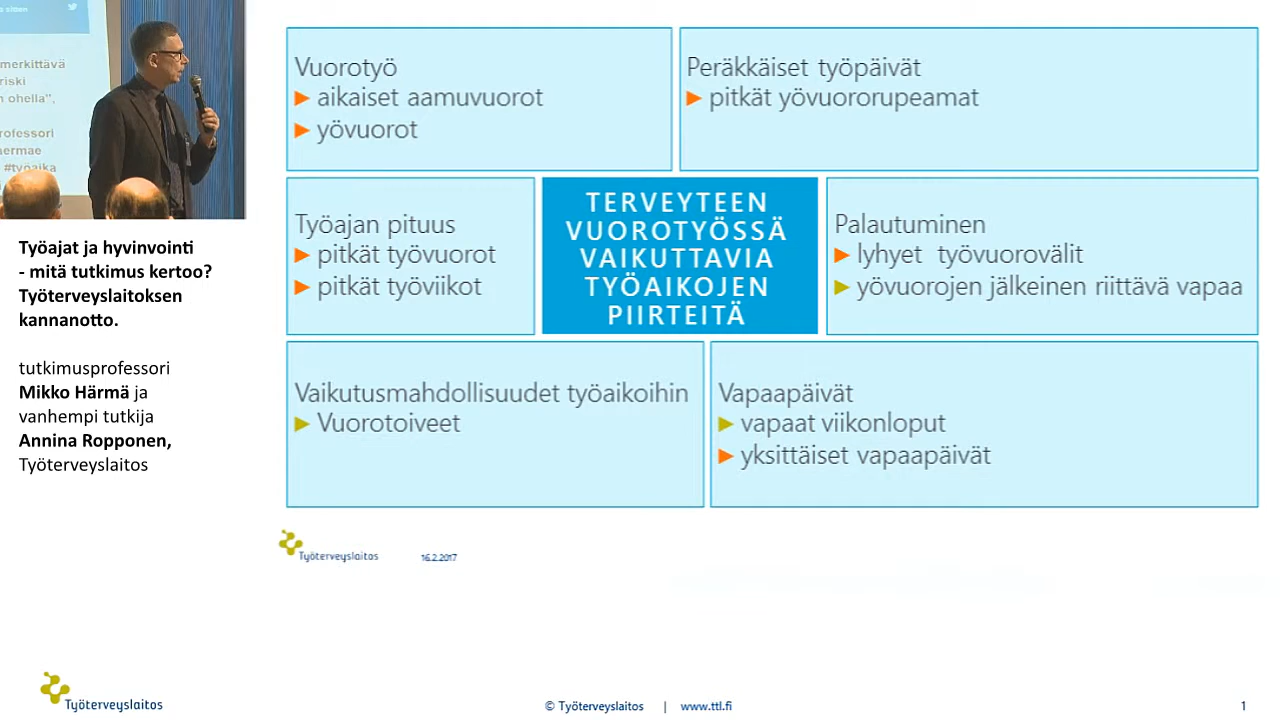 o sitten
merkittävä
riski
n ohella",
rofessori
aermae
#työaika
Työajat ja hyvinvointi
- mitä tutkimus kertoo?
Työterveyslaitoksen
kannanotto.
tutkimusprofessori
Mikko Härmä ja
vanhempi tutkija
Annina Ropponen,
Työterveyslaitos
Vuorotyö
aikaiset aamuvuorot
yövuorot
Peräkkäiset työpäivät
pitkät yövuororupeamat
Työajan pituus
pitkät työvuorot
pitkät työviikot
TERVEYTEEN
VUOROTYÖSSÄ
VAIKUTTAVIA
TYÖAIKOJEN
PIIRTEITÄ
Palautuminen
lyhyet työvuorovälit
yövuorojen jälkeinen riittävä vapaa
Vaikutusmahdollisuudet työaikoihin
Vuorotoiveet
Vapaapäivät
vapaat viikonloput
yksittäiset vapaapäivät
Työterveyslaitos 16.2.2017
Työterveyslaitos © Työterveyslaitos | www.ttl.fi 1